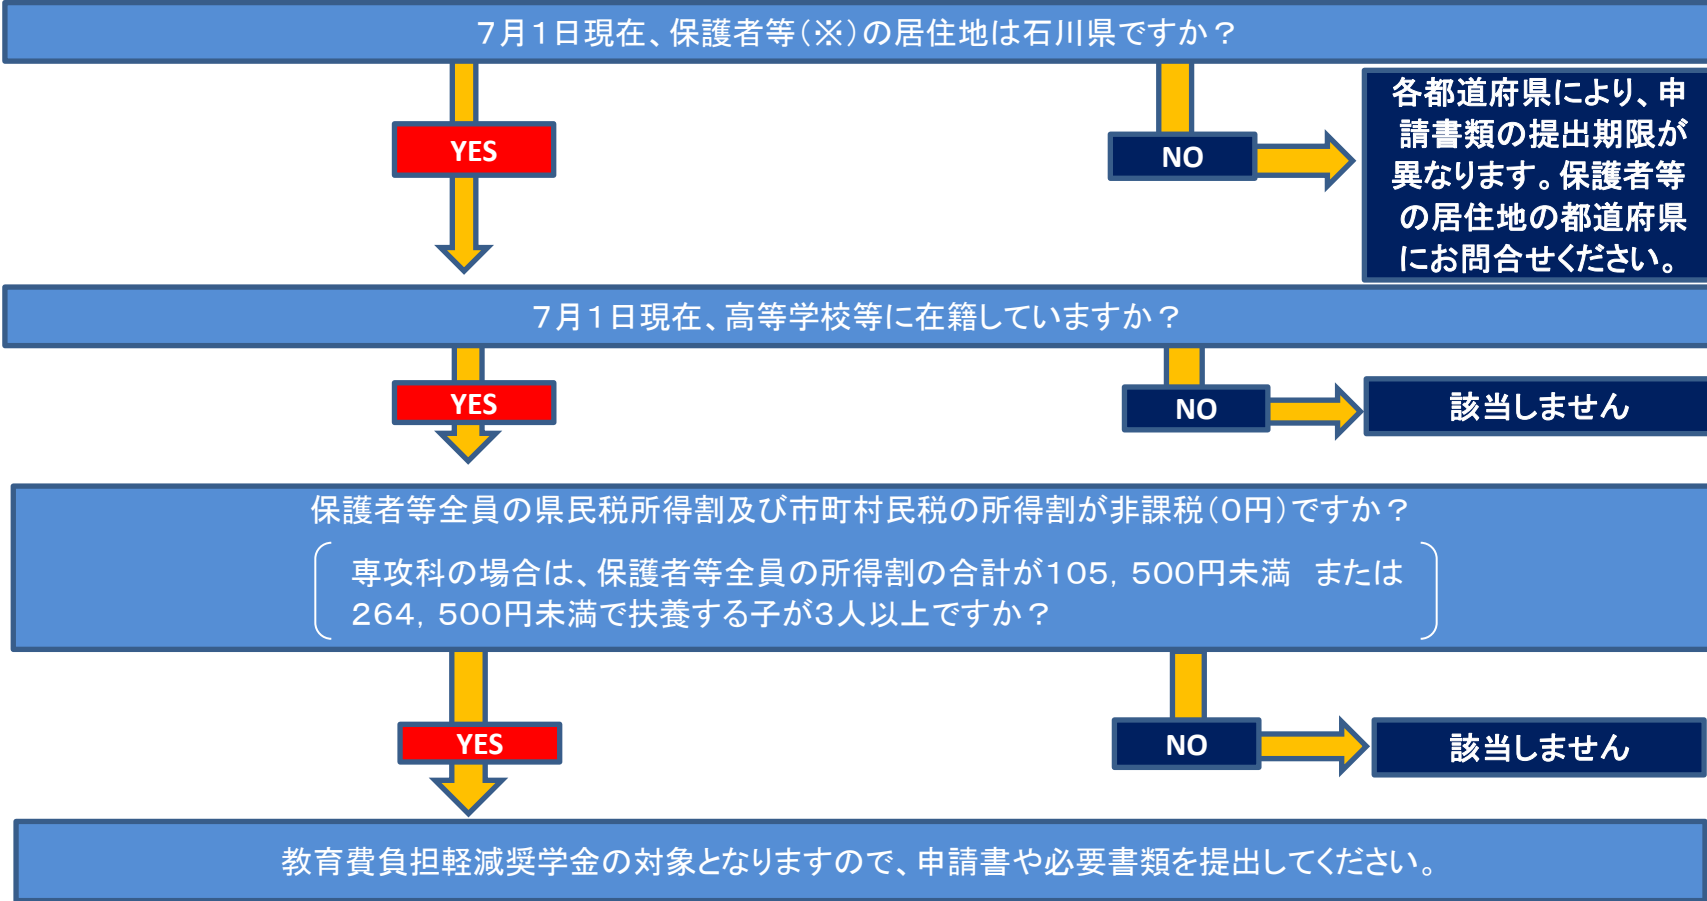 7月1日現在、保護者等(※)の居住地は石川県ですか？
YES
NO
各都道府県により、申
請書類の提出期限が
異なります。保護者等
の居住地の都道府県
にお問合せください。
7月1日現在、高等学校等に在籍していますか？
YES
NO
該当しません
保護者等全員の県民税所得割及び市町村民税の所得割が非課税(0円)ですか？
専攻科の場合は、保護者等全員の所得割の合計が105，500円未満　または
264，500円未満で扶養する子が3人以上ですか？
YES
NO
該当しません
教育費負担軽減奨学金の対象となりますので、申請書や必要書類を提出してください。